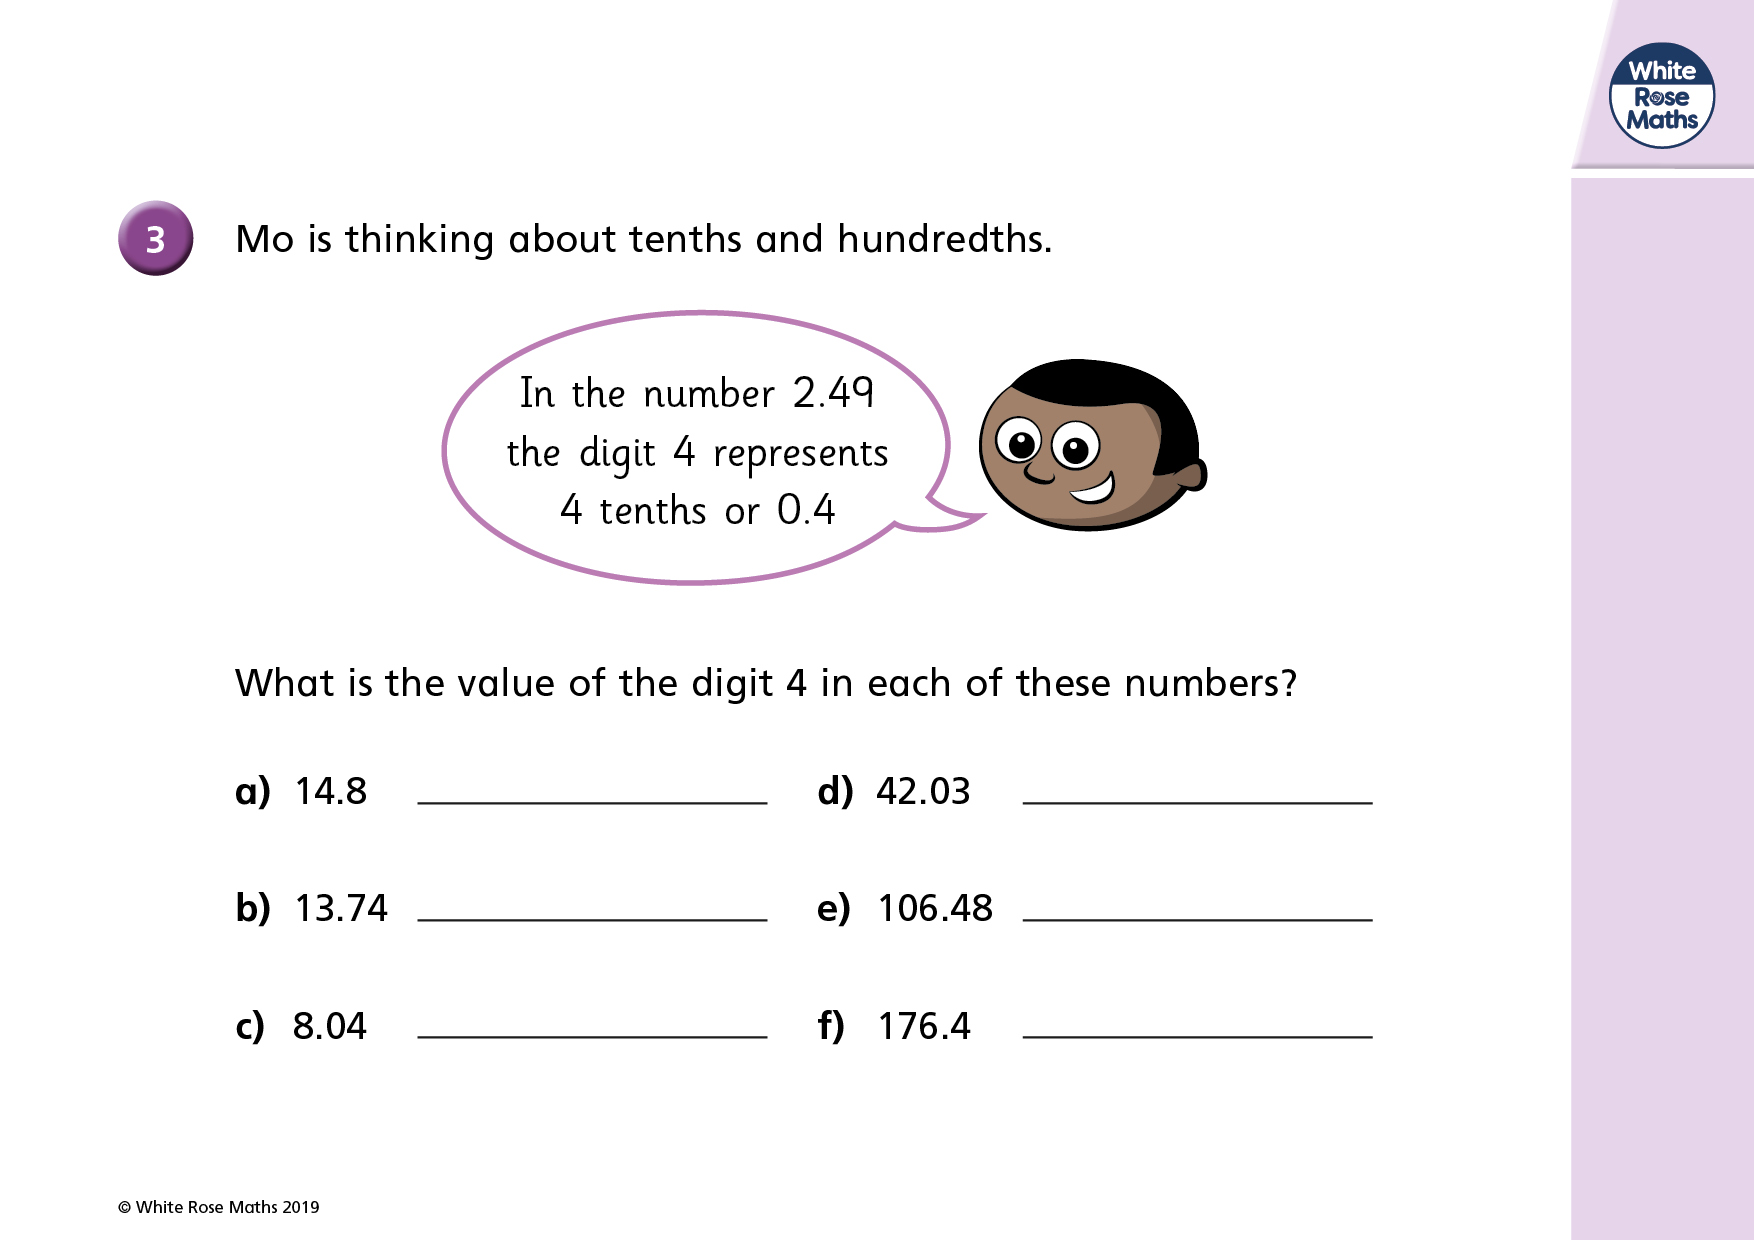 White
Rose
Maths
3 Mo is thinking about tenths and hundredths.
In the number 2.49
the digit 4 represents
4 tenths or 0.4
What is the value of the digit 4 in each of these numbers?
a) 14.8
b) 13.74
c) 8.04
d) 42.03
e) 106.48
f) 176.4
© White Rose Maths 2019